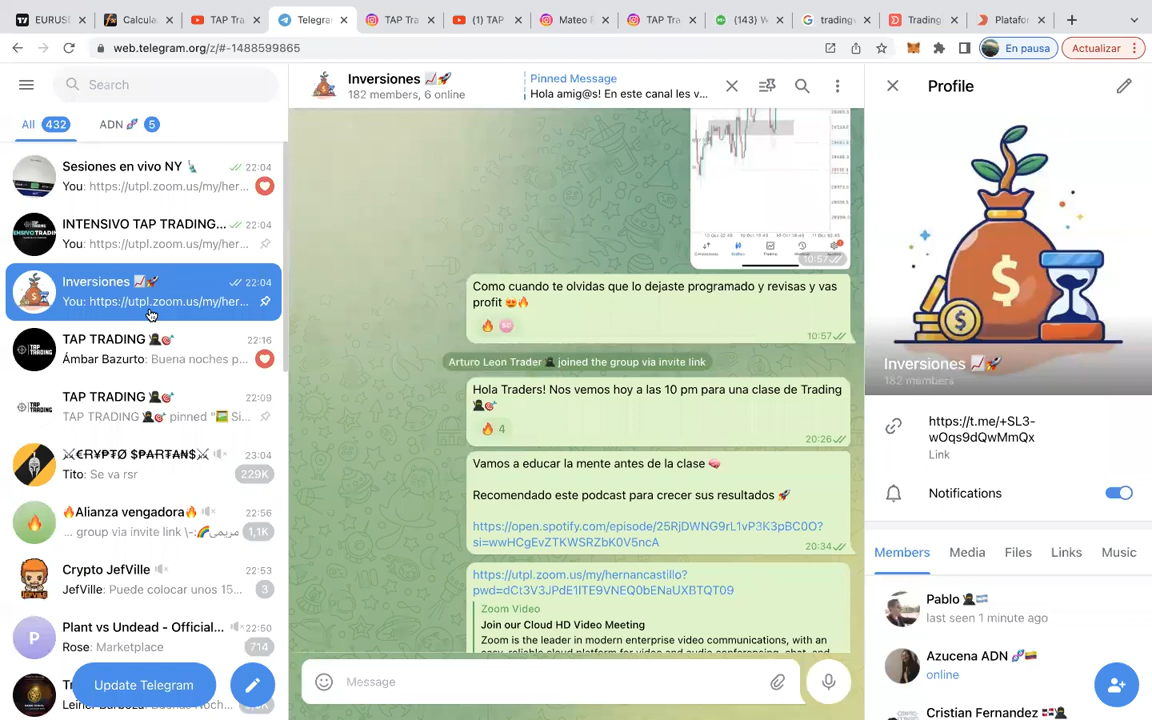 EURUS
Calcula
TAP Tra
Telegra
TAP Tra
(1) TAP
Mateo F
TAP Tra
(143) W
tradingv
Trading
Platafo
web.telegram.org/z/#-1488599865
En pausa
Actualizar
Search
All 432
ADN 🧬 5
Sesiones en vivo NY 🗽 22:04
You: https://utpl.zoom.us/my/her...
INTENSIVO TAP TRADING... 22:04
You: https://utpl.zoom.us/my/her...
Inversiones 📈🚀 22:04
You: https://utpl.zoom.us/my/her...
TAP TRADING 🥷🎯 22:16
Ámbar Bazurto: Buena noches p...
TAP TRADING 🥷🎯 22:09
TAP TRADING 🥷🎯 pinned "🖼 Si...
⚔€RɎ₱TØ $₱₳RT₳₦$⚔ 23:04
Tito: Se va rsr 229K
🔥Alianza vengadora🔥 22:56
... group via invite link \-:🌈مريمي 1,1K
Crypto JefVille 22:53
JefVille: Puede colocar unos 15... 3
Plant vs Undead - Official... 22:50
Rose: Marketplace 714
Update Telegram
Inversiones 📈🚀
182 members, 6 online
Pinned Message
Hola amig@s! En este canal les v...
10:57
Como cuando te olvidas que lo dejaste programado y revisas y vas
profit 🤩🔥
10:57
Arturo Leon Trader 🥷 joined the group via invite link
Hola Traders! Nos vemos hoy a las 10 pm para una clase de Trading
🥷🎯
🔥 4
20:26
Vamos a educar la mente antes de la clase 🧠
Recomendado este podcast para crecer sus resultados 🚀
https://open.spotify.com/episode/25RjDWNG9rL1vP3K3pBC0O?
si=wwHCgEvZTKWSRZbK0V5ncA
20:34
https://utpl.zoom.us/my/hernancastillo?
pwd=dCt3V3JPdE1ITE9VNEQ0bENaUXBTQT09
Zoom Video
Join our Cloud HD Video Meeting
Zoom is the leader in modern enterprise video communications, with an
Message
Profile
Inversiones 📈🚀
182 members
https://t.me/+SL3-
wOqs9dQwMmQx
Link
Notifications
Members
Media
Files
Links
Music
Pablo 🥷🇦🇷
last seen 1 minute ago
Azucena ADN 🧬🇪🇨
online
Cristian Fernandez 🇩🇴🥷